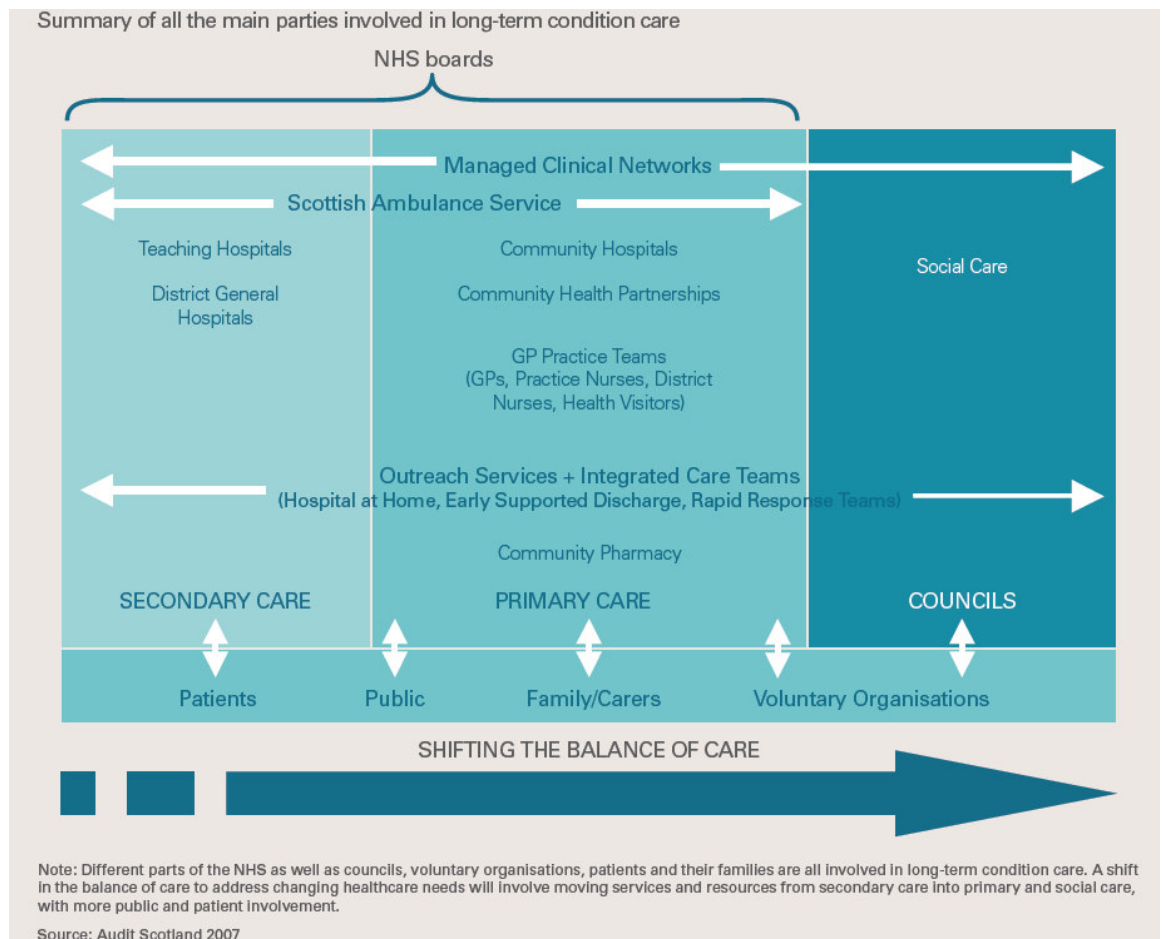 Summary of all the main parties involved in long-term condition care
NHS boards
Managed Clinical Networks
Scottish Ambulance Service
Teaching Hospitals
District General
Hospitals
Community Hospitals
Community Health Partnerships
GP Practice Teams
(GPs, Practice Nurses, District
Nurses, Health Visitors)
Social Care
Outreach Services + Integrated Care Teams
(Hospital at Home, Early Supported Discharge, Rapid Response Teams)
Community Pharmacy
SECONDARY CARE
PRIMARY CARE
COUNCILS
Patients
Public
Family/Carers
Voluntary Organisations
SHIFTING THE BALANCE OF CARE
Note: Different parts of the NHS as well as councils, voluntary organisations, patients and their families are all involved in long-term condition care. A shift
in the balance of care to address changing healthcare needs will involve moving services and resources from secondary care into primary and social care,
with more public and patient involvement.
Source: Audit Scotland 2007